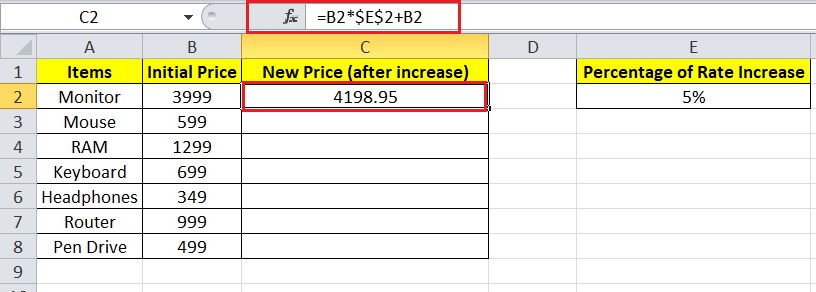 C2 fx =B2*$E$2+B2
A B C D E
1 Items Initial Price New Price (after increase) Percentage of Rate Increase
2 Monitor 3999 4198.95 5%
3 Mouse 599
4 RAM 1299
5 Keyboard 699
6 Headphones 349
7 Router 999
8 Pen Drive 499
9